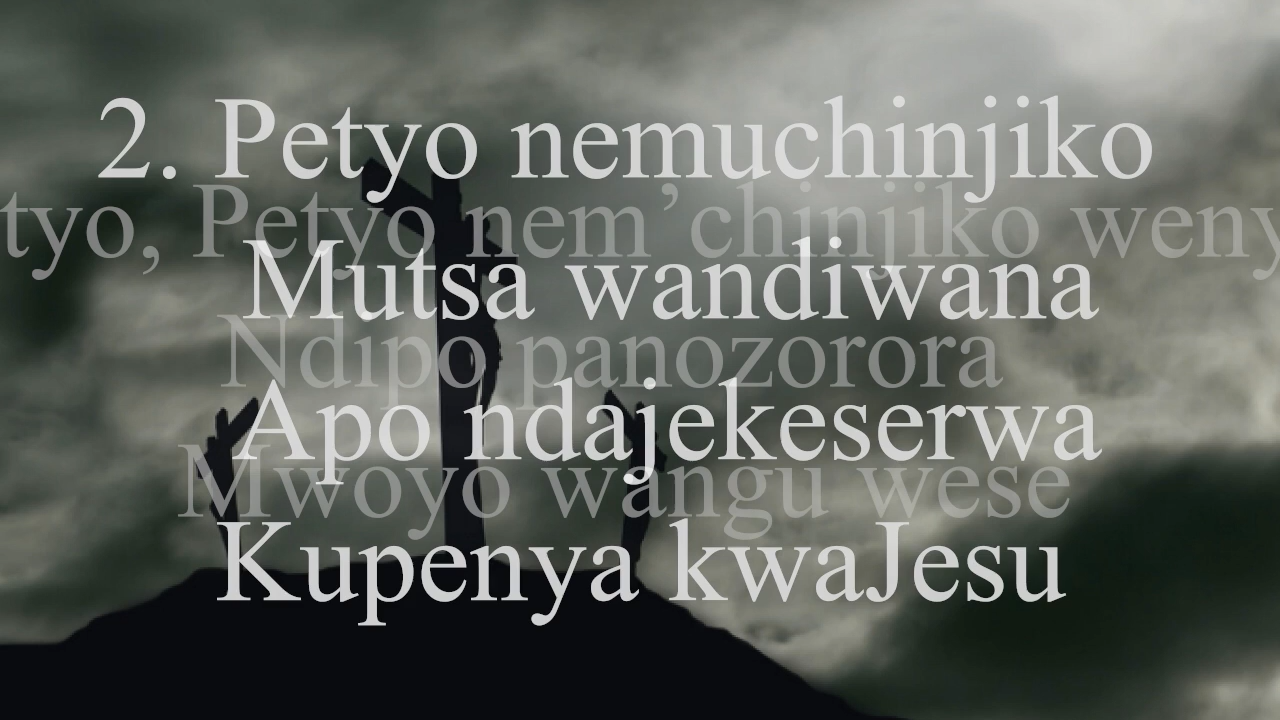 2. Petyo nemuchinjiko
tyo, Petyo nem’chinjiko weny
Mutsa wandiwana
Ndipo panozorora
Apo ndajekeserwa
Mwoyo wangu wese
Kupenya kwaJesu